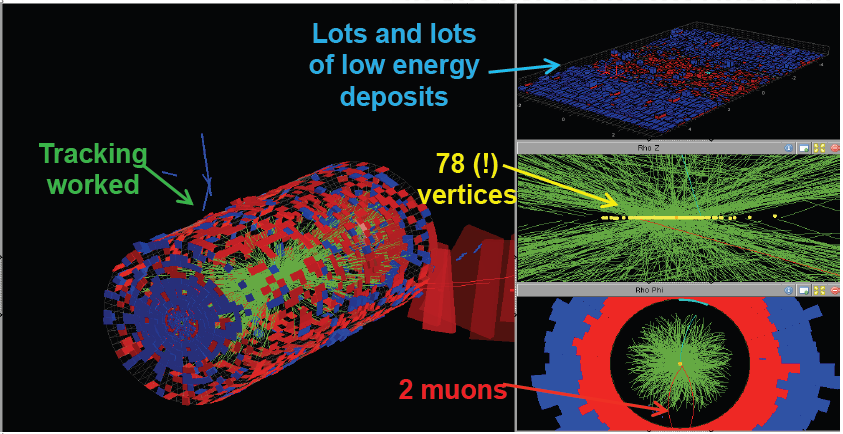 Lots and lots
of low energy
deposits
Tracking
worked
78 (!)
vertices
Rho Z
Rho Phi
2 muons